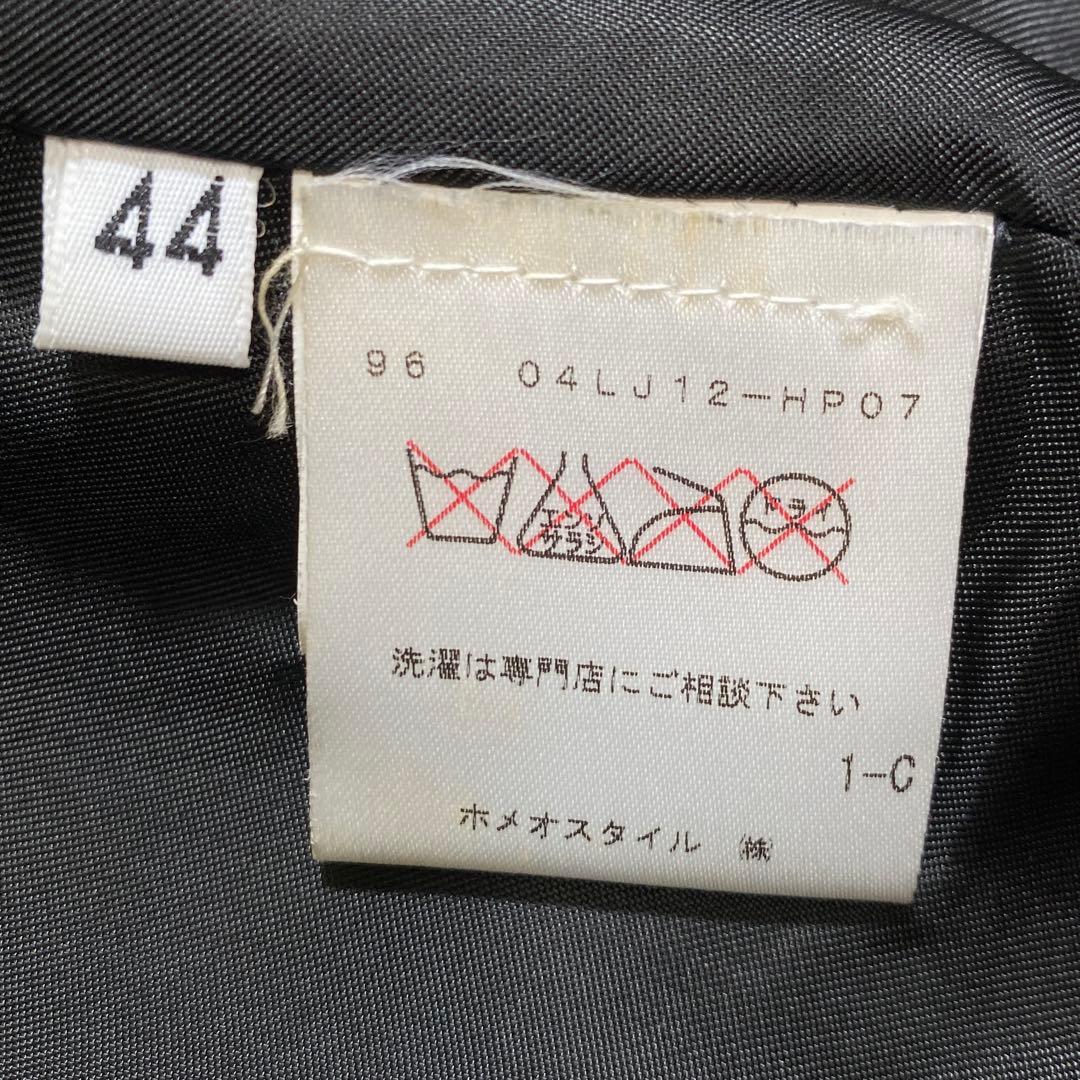 44
96 04LJ12-HP07
エンソ
サラシ
ドライ
洗濯は専門店にご相談下さい
1-C
ホメオスタイル ㈱